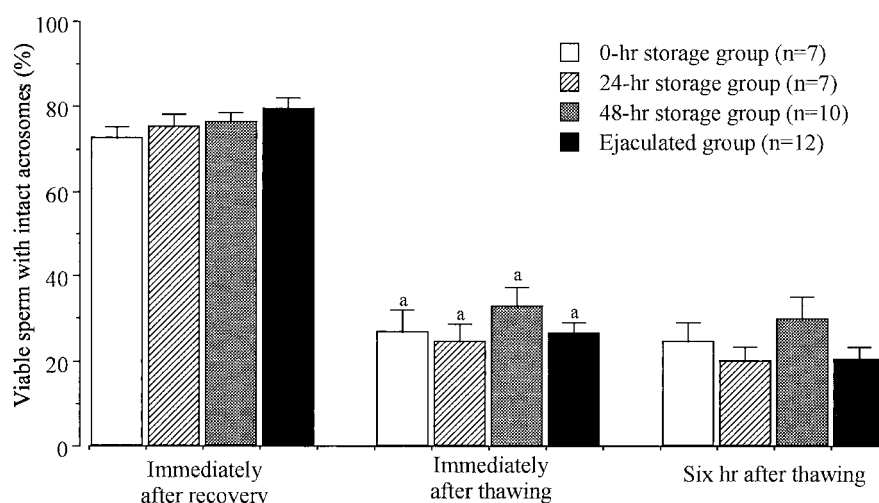 Viable sperm with intact acrosomes (%)
100
80
60
40
20
0
0-hr storage group (n=7)
24-hr storage group (n=7)
48-hr storage group (n=10)
Ejaculated group (n=12)
a
a
a
a
Immediately
after recovery
Immediately
after thawing
Six hr after thawing